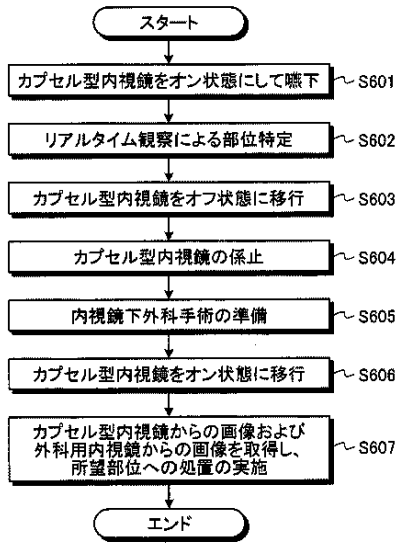 スタート
カプセル型内視鏡をオン状態にして嚥下 S601
リアルタイム観察による部位特定 S602
カプセル型内視鏡をオフ状態に移行 S603
カプセル型内視鏡の係止 S604
内視鏡下外科手術の準備 S605
カプセル型内視鏡をオン状態に移行 S606
カプセル型内視鏡からの画像および
外科用内視鏡からの画像を取得し、 S607
所望部位への処置の実施
エンド